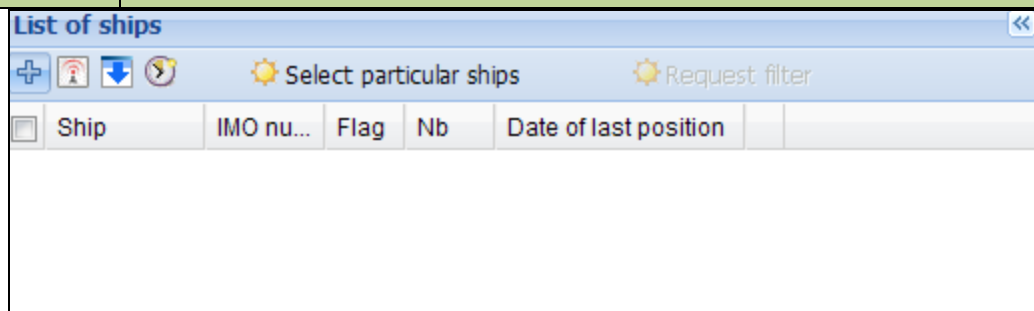 List of ships
Select particular ships Request filter
Ship IMO nu... Flag Nb Date of last position